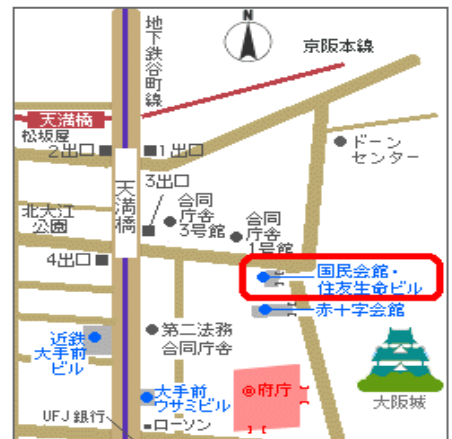 N
地下鉄谷町線
京阪本線
天満橋
松坂屋
2出口
1出口
ドーン
センター
3出口
天満橋
北大江
公園
合同
庁舎
3号館
合同
庁舎
1号館
4出口
国民会館・
住友生命ビル
赤十字会館
近鉄
大手前
ビル
第二法務
合同庁舎
大手前
ウサミビル
府庁
大阪城
UFJ銀行
ローソン